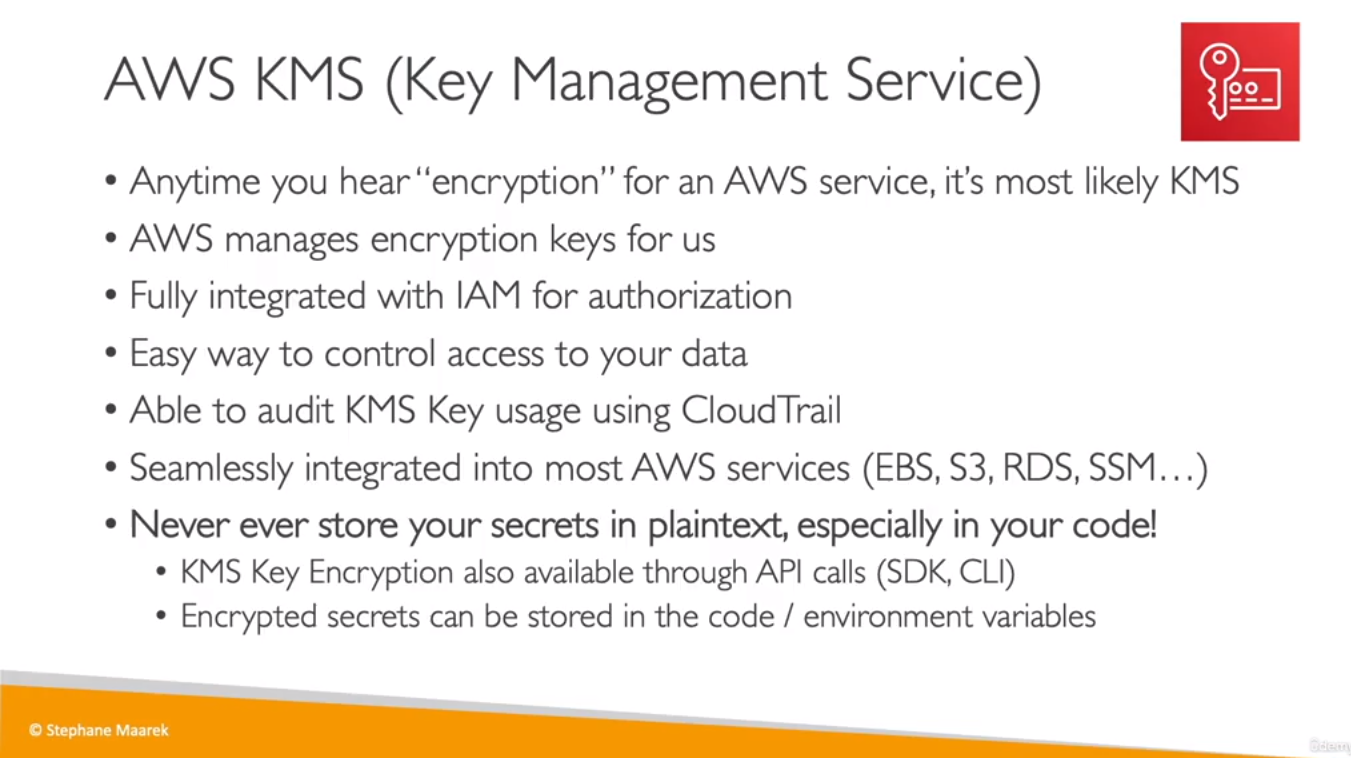 AWS KMS (Key Management Service)
• Anytime you hear “encryption” for an AWS service, it’s most likely KMS
• AWS manages encryption keys for us
• Fully integrated with IAM for authorization
• Easy way to control access to your data
• Able to audit KMS Key usage using CloudTrail
• Seamlessly integrated into most AWS services (EBS, S3, RDS, SSM…)
• Never ever store your secrets in plaintext, especially in your code!
• KMS Key Encryption also available through API calls (SDK, CLI)
• Encrypted secrets can be stored in the code / environment variables
© Stephane Maarek